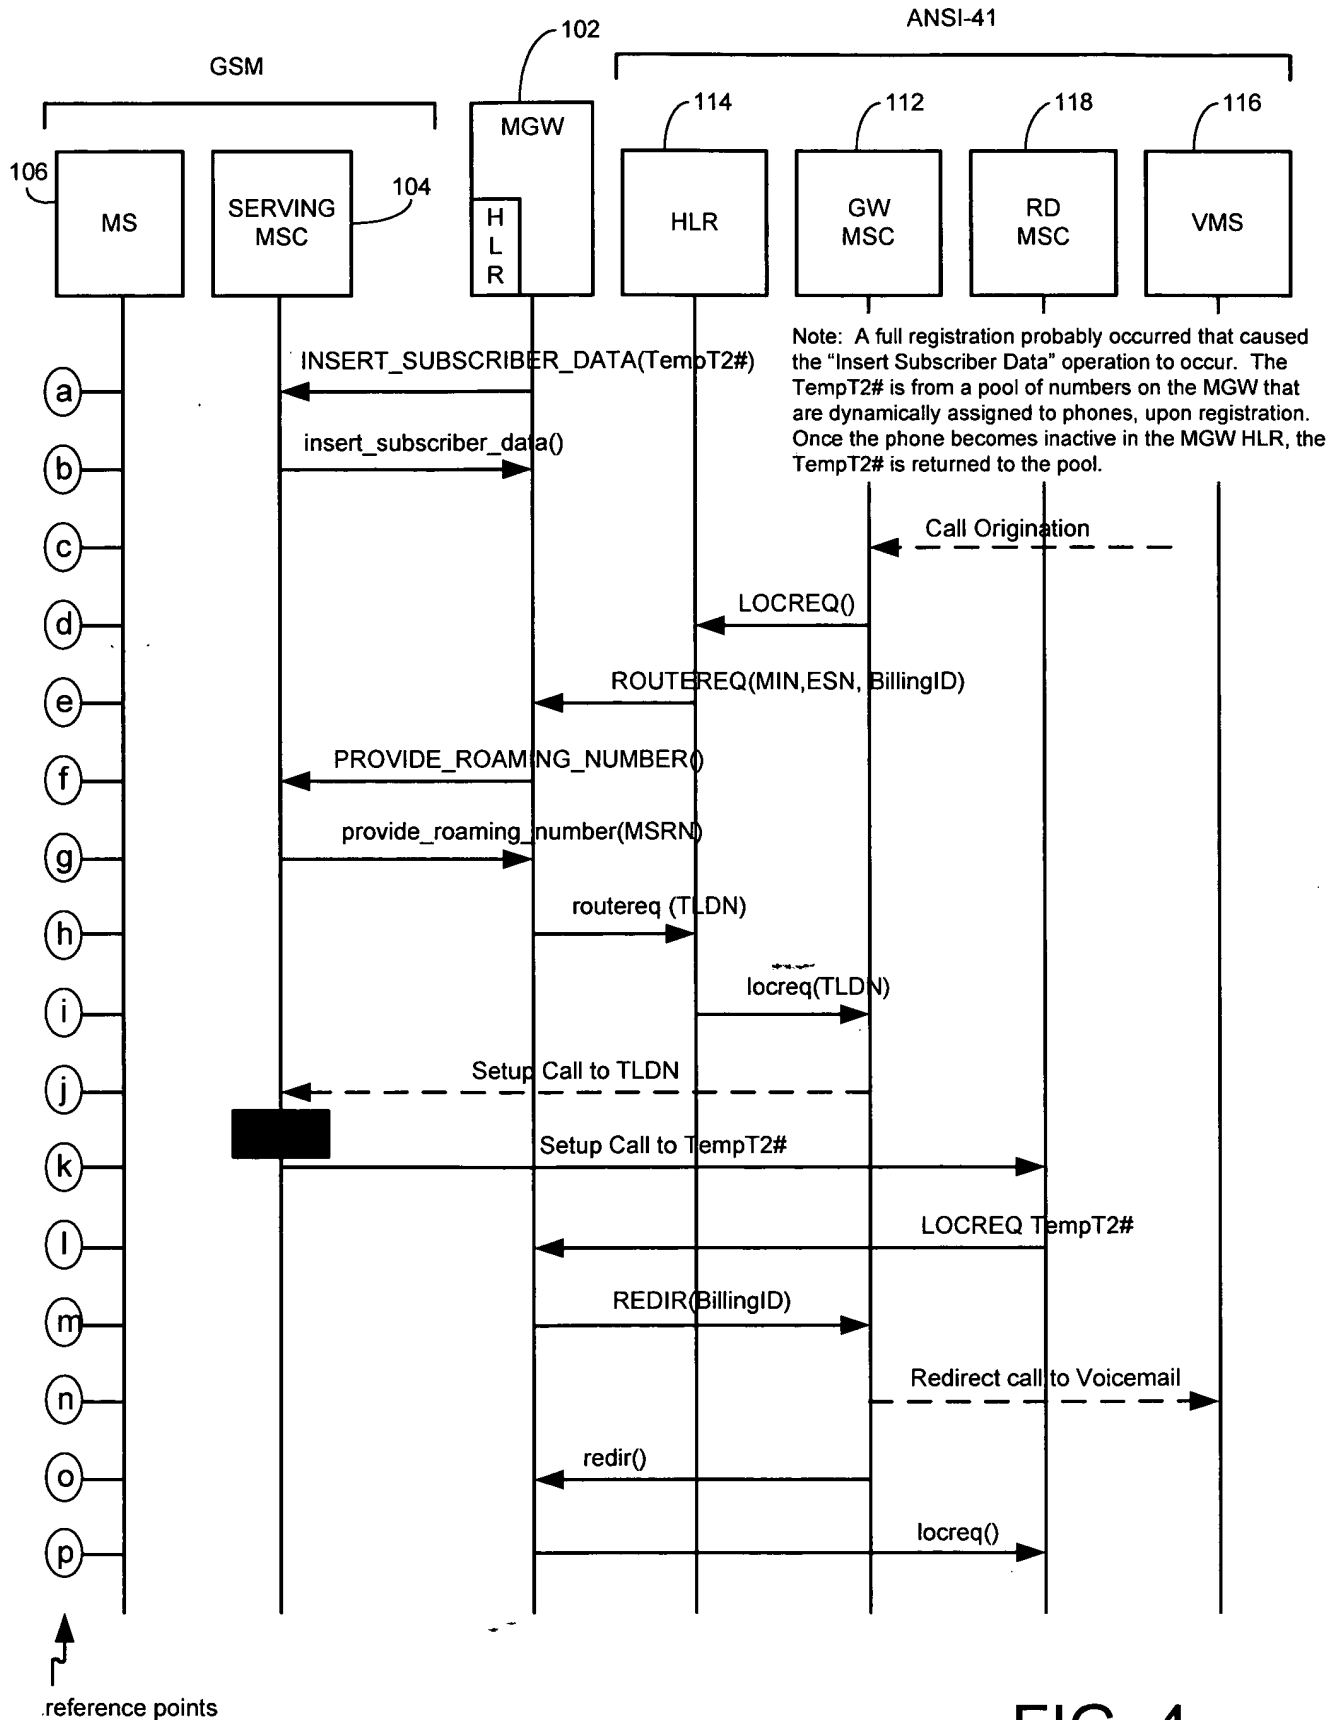 ANSI-41
GSM
102
114
112
118
116
MGW
106
104
MS
SERVING
MSC
H
L
R
HLR
GW
MSC
RD
MSC
VMS
Note: A full registration probably occurred that caused
the “Insert Subscriber Data” operation to occur. The
TempT2# is from a pool of numbers on the MGW that
are dynamically assigned to phones, upon registration.
Once the phone becomes inactive in the MGW HLR, the
TempT2# is returned to the pool.
INSERT_SUBSCRIBER_DATA(TempT2#)
a
insert_subscriber_data()
b
Call Origination
c
LOCREQ()
d
ROUTEREQ(MIN,ESN, BillingID)
e
PROVIDE_ROAMING_NUMBER()
f
provide_roaming_number(MSRN)
g
routereq (TLDN)
h
locreq(TLDN)
i
Setup Call to TLDN
j
Setup Call to TempT2#
k
LOCREQ TempT2#
l
REDIR(BillingID)
m
Redirect call to Voicemail
n
redir()
o
locreq()
p
reference points
FIG. 4